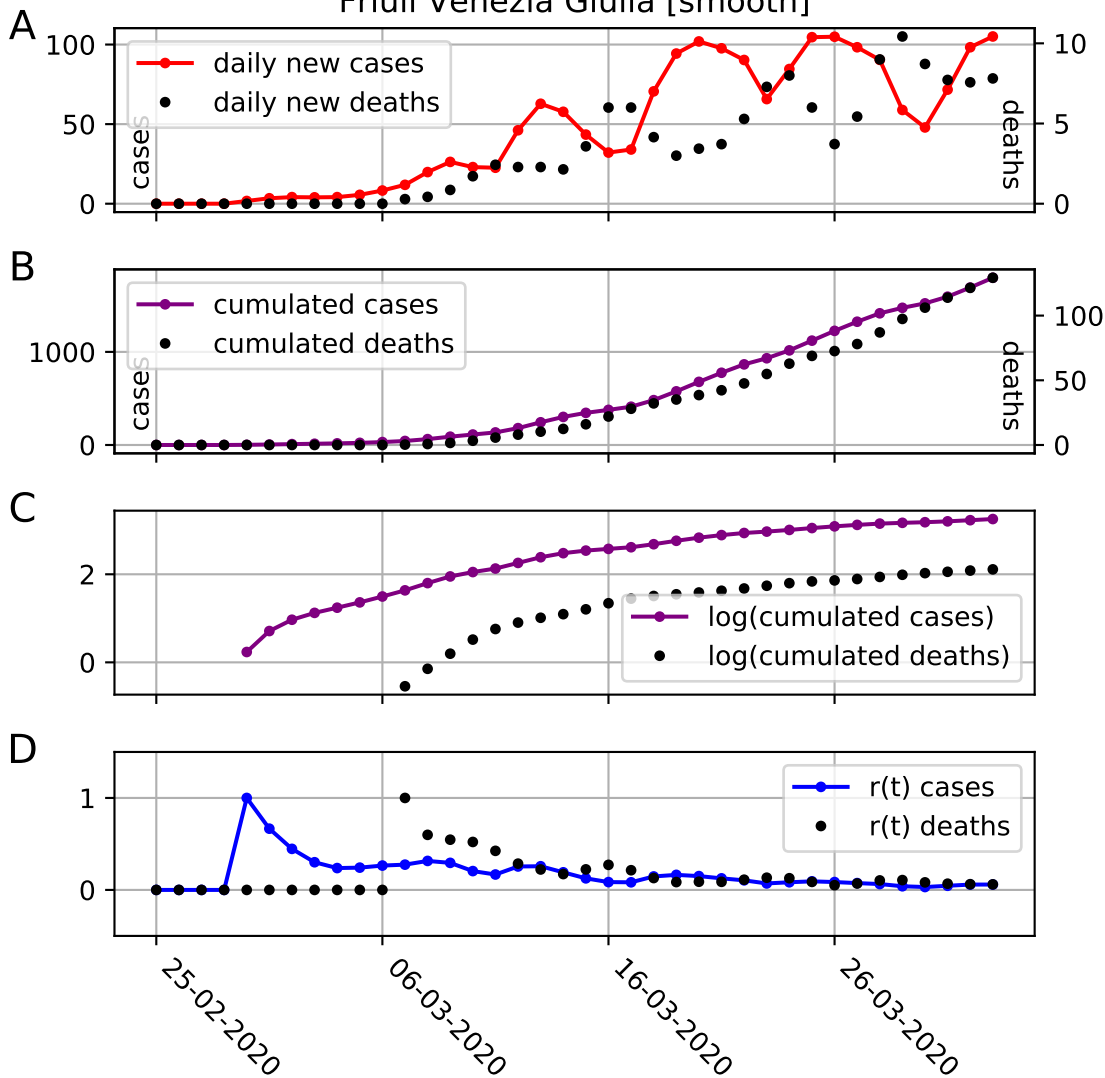 Friuli Venezia Giulia [smooth]
A
100
50
0
cases
daily new cases
daily new deaths
10
5
0
deaths
B
1000
0
cases
cumulated cases
cumulated deaths
100
50
0
deaths
C
2
0
log(cumulated cases)
log(cumulated deaths)
D
1
0
r(t) cases
r(t) deaths
25-02-2020
06-03-2020
16-03-2020
26-03-2020